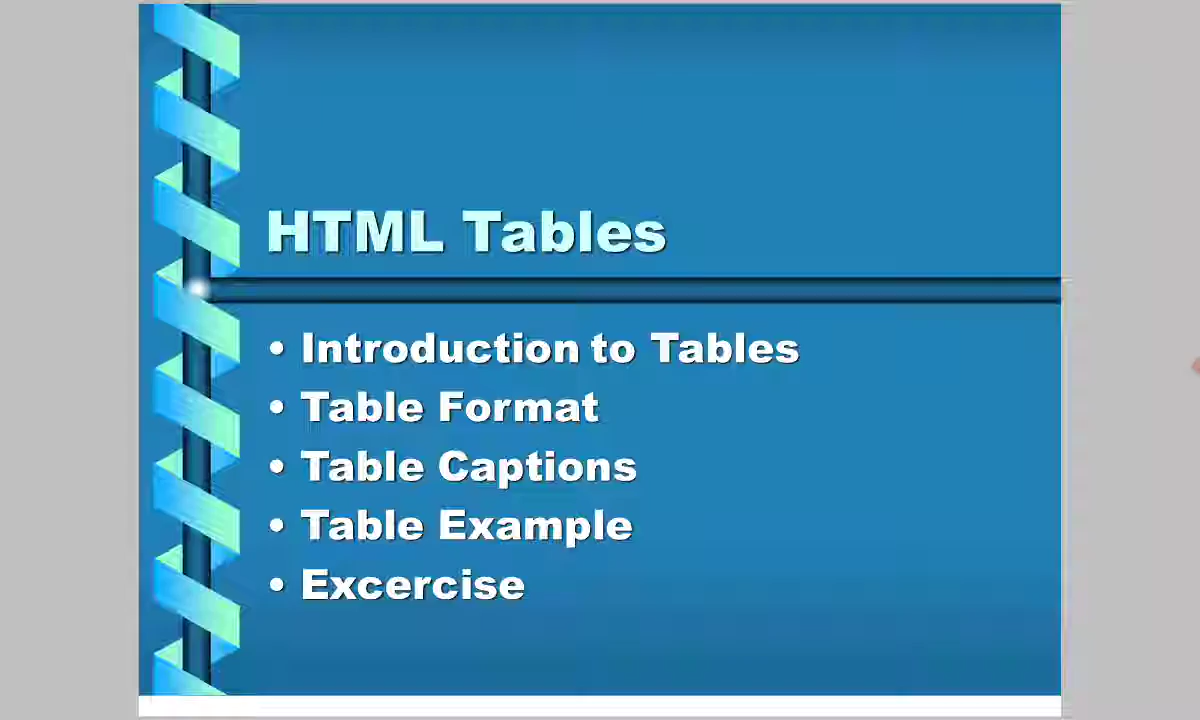 HTML Tables
• Introduction to Tables
• Table Format
• Table Captions
• Table Example
• Excercise